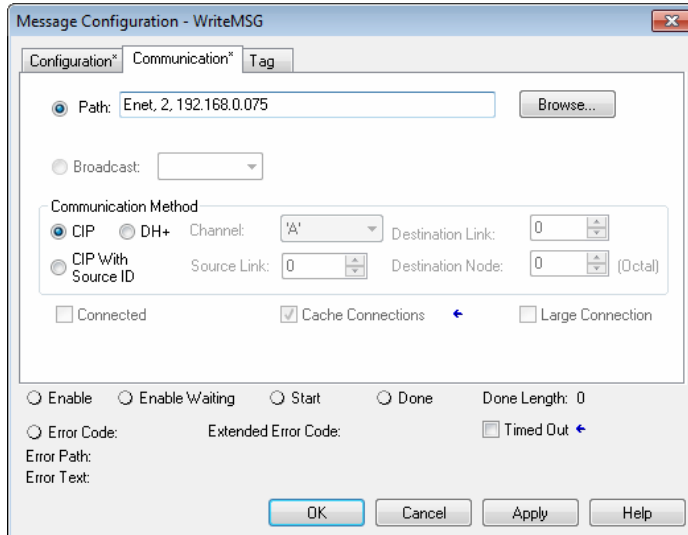 Message Configuration - WriteMSG
Configuration* Communication* Tag
Path: Enet, 2, 192.168.0.075 Browse...
Broadcast:
Communication Method
CIP DH+ Channel: 'A' Destination Link: 0
CIP With Source ID Source Link: 0 Destination Node: 0 (Octal)
Connected Cache Connections Large Connection
Enable Enable Waiting Start Done Done Length: 0
Error Code: Extended Error Code: Timed Out
Error Path:
Error Text:
OK Cancel Apply Help